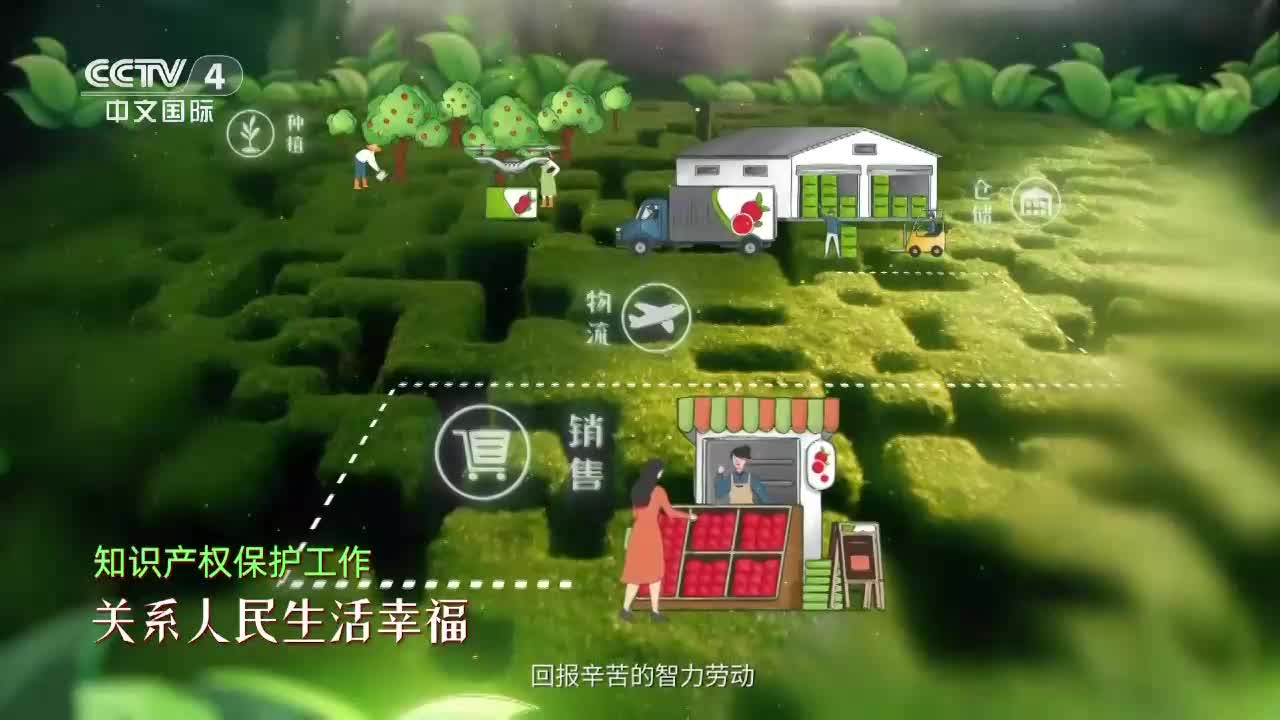 CCTV 4
中文国际
种植
仓储
物流
销售
知识产权保护工作
关系人民生活幸福
回报辛苦的智力劳动